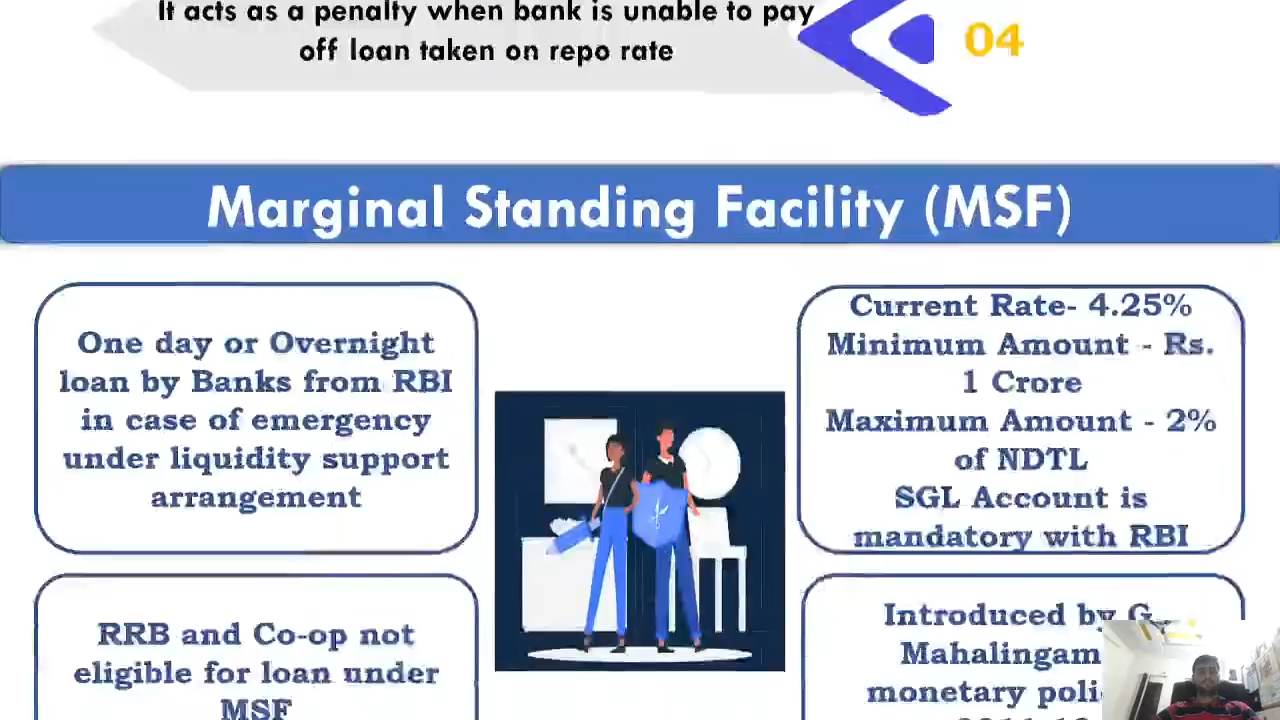 It acts as a penalty when bank is unable to pay
off loan taken on repo rate
04
Marginal Standing Facility (MSF)
One day or Overnight
loan by Banks from RBI
in case of emergency
under liquidity support
arrangement
Current Rate- 4.25%
Minimum Amount - Rs.
1 Crore
Maximum Amount - 2%
of NDTL
SGL Account is
mandatory with RBI
RRB and Co-op not
eligible for loan under
MSF
Introduced by G
Mahalingam
monetary